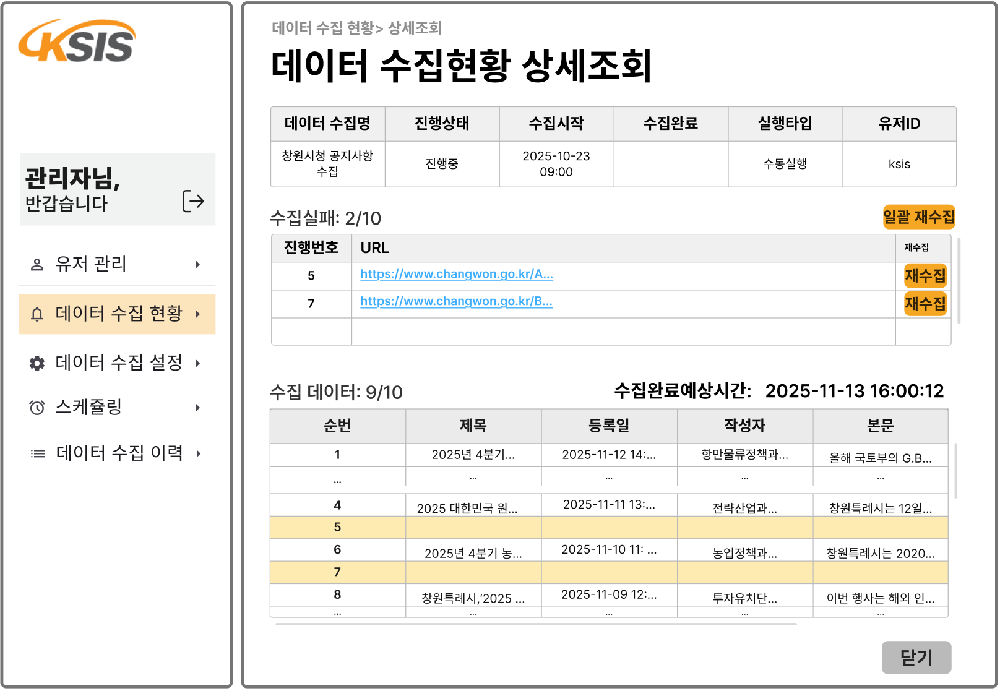 KSIS
관리자님,
반갑습니다
유저 관리
데이터 수집 현황
데이터 수집 설정
스케쥴링
데이터 수집 이력
데이터 수집 현황> 상세조회
데이터 수집현황 상세조회
데이터 수집명 진행상태 수집시작 수집완료 실행타입 유저ID
창원시청 공지사항 수집 진행중 2025-10-23 09:00 수동실행 ksis
수집실패: 2/10 일괄 재수집
진행번호 URL 재수집
5 https://www.changwon.go.kr/A... 재수집
7 https://www.changwon.go.kr/B... 재수집
수집 데이터: 9/10 수집완료예상시간: 2025-11-13 16:00:12
순번 제목 등록일 작성자 본문
1 2025년 4분기... 2025-11-12 14:... 항만물류정책과... 올해 국토부의 G.B...
... ... ... ... ...
4 2025 대한민국 원... 2025-11-11 13:... 전략산업과... 창원특례시는 12일...
5
6 2025년 4분기 농... 2025-11-10 11: ... 농업정책과... 창원특례시는 2020...
7
8 창원특례시,‘2025 ... 2025-11-09 12:... 투자유치단... 이번 행사는 해외 인...
... ... ... ... ...
닫기